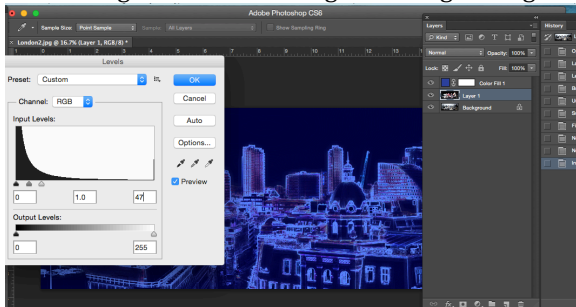 Adobe Photoshop CS6
Sample Size: Point Sample Sample: All Layers Show Sampling Ring
× London2.jpg @ 16.7% (Layer 1, RGB/8) *
Levels
Preset: Custom
OK
Channel: RGB
Cancel
Input Levels:
Auto
Options...
Preview
0 1.0 47
Output Levels:
0 255
Layers
Kind
Normal Opacity: 100%
Lock: Fill: 100%
Color Fill 1
Layer 1
Background
History